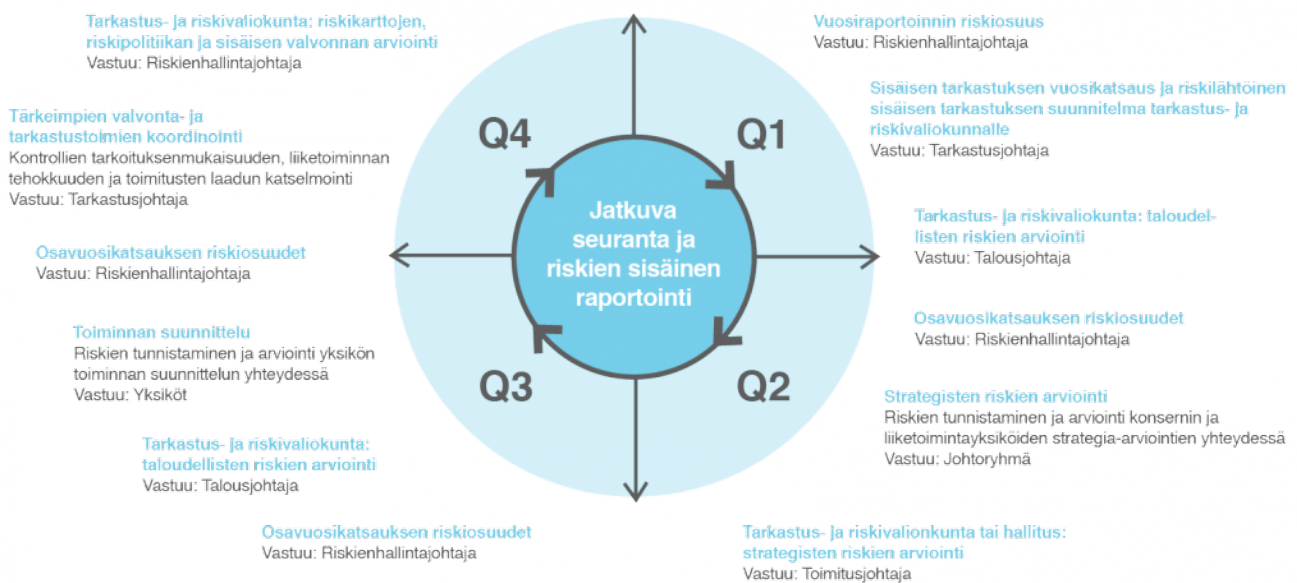 Vuosiraportoinnin riskiosuus
Vastuu: Riskienhallintajohtaja
Sisäisen tarkastuksen vuosikatsaus ja riskilähtöinen
sisäisen tarkastuksen suunnitelma tarkastus- ja
riskivaliokunnalle
Vastuu: Tarkastusjohtaja
Tarkastus- ja riskivaliokunta: taloudel-
listen riskien arviointi
Vastuu: Talousjohtaja
Osavuosikatsauksen riskiosuudet
Vastuu: Riskienhallintajohtaja
Strategisten riskien arviointi
Riskien tunnistaminen ja arviointi konsernin ja
liiketoimintayksiköiden strategia-arviointien yhteydessä
Vastuu: Johtoryhmä
Tarkastus- ja riskivalionkunta tai hallitus:
strategisten riskien arviointi
Vastuu: Toimitusjohtaja
Osavuosikatsauksen riskiosuudet
Vastuu: Riskienhallintajohtaja
Tarkastus- ja riskivaliokunta:
taloudellisten riskien arviointi
Vastuu: Talousjohtaja
Toiminnan suunnittelu
Riskien tunnistaminen ja arviointi yksikön
toiminnan suunnittelun yhteydessä
Vastuu: Yksiköt
Osavuosikatsauksen riskiosuudet
Vastuu: Riskienhallintajohtaja
Tärkeimpien valvonta- ja
tarkastustoimien koordinointi
Kontrollien tarkoituksenmukaisuuden, liiketoiminnan
tehokkuuden ja toimitusten laadun katselmointi
Vastuu: Tarkastusjohtaja
Tarkastus- ja riskivaliokunta: riskikarttojen,
riskipolitiikan ja sisäisen valvonnan arviointi
Vastuu: Riskienhallintajohtaja
Q1
Q2
Q3
Q4
Jatkuva
seuranta ja
riskien sisäinen
raportointi